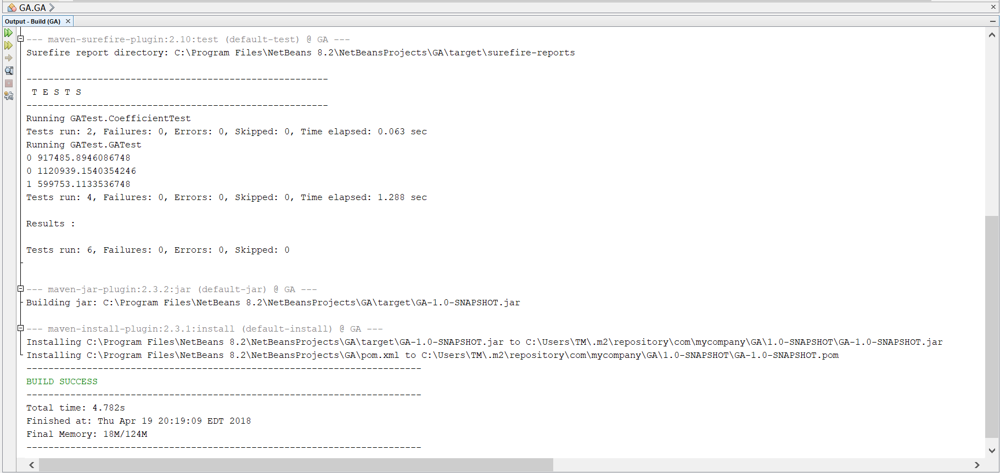 GA.GA
Output - Build (GA)
--- maven-surefire-plugin:2.10:test (default-test) @ GA ---
Surefire report directory: C:\Program Files\NetBeans 8.2\NetBeansProjects\GA\target\surefire-reports
-------------------------------------------------------
T E S T S
-------------------------------------------------------
Running GATest.CoefficientTest
Tests run: 2, Failures: 0, Errors: 0, Skipped: 0, Time elapsed: 0.063 sec
Running GATest.GATest
0 917485.8946086748
0 1120939.1540354246
1 599753.1133536748
Tests run: 4, Failures: 0, Errors: 0, Skipped: 0, Time elapsed: 1.288 sec
Results :
Tests run: 6, Failures: 0, Errors: 0, Skipped: 0
--- maven-jar-plugin:2.3.2:jar (default-jar) @ GA ---
Building jar: C:\Program Files\NetBeans 8.2\NetBeansProjects\GA\target\GA-1.0-SNAPSHOT.jar
--- maven-install-plugin:2.3.1:install (default-install) @ GA ---
Installing C:\Program Files\NetBeans 8.2\NetBeansProjects\GA\target\GA-1.0-SNAPSHOT.jar to C:\Users\TM\.m2\repository\com\mycompany\GA\1.0-SNAPSHOT\GA-1.0-SNAPSHOT.jar
Installing C:\Program Files\NetBeans 8.2\NetBeansProjects\GA\pom.xml to C:\Users\TM\.m2\repository\com\mycompany\GA\1.0-SNAPSHOT\GA-1.0-SNAPSHOT.pom
------------------------------------------------------------------------
BUILD SUCCESS
------------------------------------------------------------------------
Total time: 4.782s
Finished at: Thu Apr 19 20:19:09 EDT 2018
Final Memory: 18M/124M
------------------------------------------------------------------------